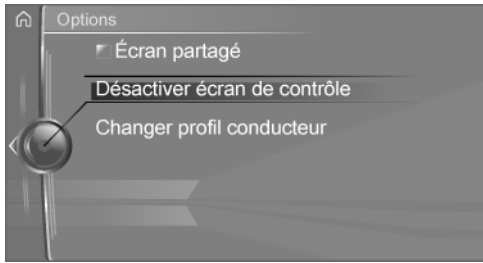 Options
Écran partagé
Désactiver écran de contrôle
Changer profil conducteur